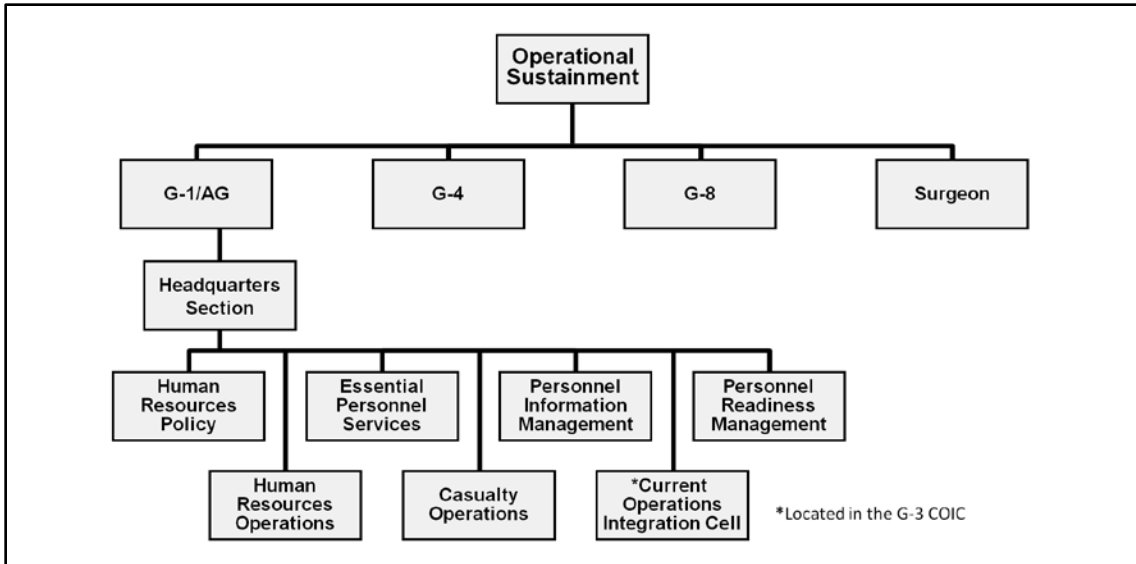 Operational
Sustainment
G-1/AG
G-4
G-8
Surgeon
Headquarters
Section
Human
Resources
Policy
Essential
Personnel
Services
Personnel
Information
Management
Personnel
Readiness
Management
Human
Resources
Operations
Casualty
Operations
*Current
Operations
Integration Cell
*Located in the G-3 COIC